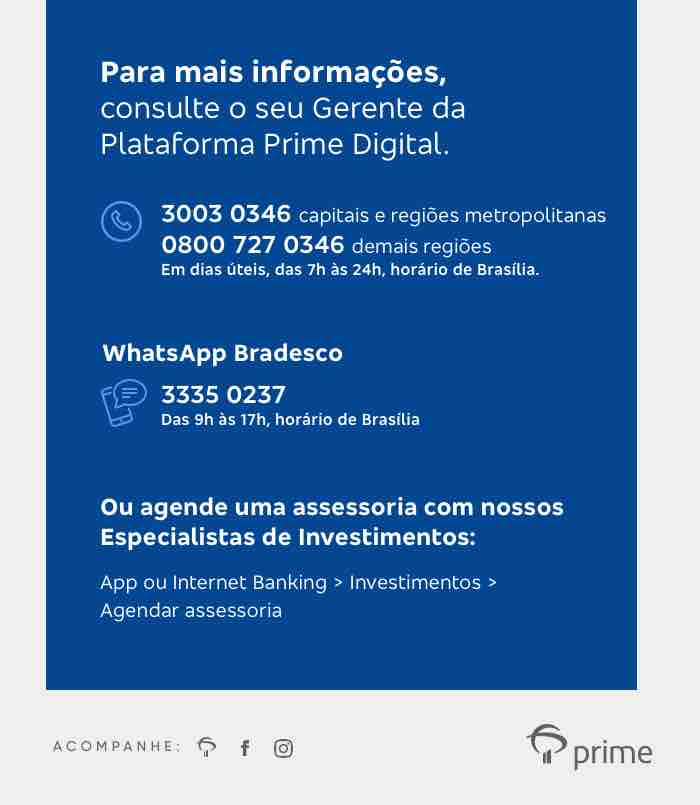 Para mais informações,
consulte o seu Gerente da
Plataforma Prime Digital.
3003 0346 capitais e regiões metropolitanas
0800 727 0346 demais regiões
Em dias úteis, das 7h às 24h, horário de Brasília.
WhatsApp Bradesco
3335 0237
Das 9h às 17h, horário de Brasília
Ou agende uma assessoria com nossos
Especialistas de Investimentos:
App ou Internet Banking > Investimentos >
Agendar assessoria
ACOMPANHE:
prime